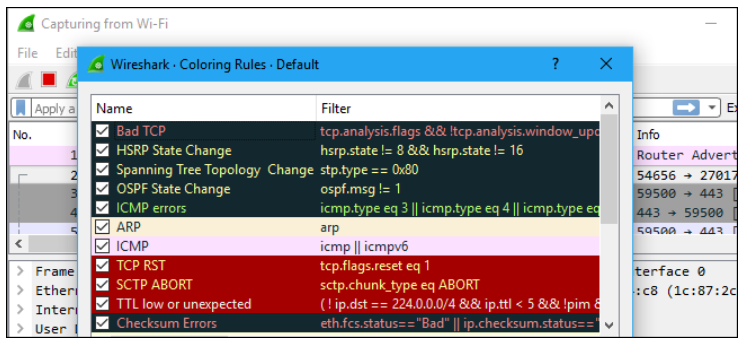 Capturing from Wi-Fi
File Edit
Wireshark · Coloring Rules · Default ? ×
Apply a
Name Filter
Bad TCP tcp.analysis.flags && !tcp.analysis.window_upd
HSRP State Change hsrp.state != 8 && hsrp.state != 16
Spanning Tree Topology Change stp.type == 0x80
OSPF State Change ospf.msg != 1
ICMP errors icmp.type eq 3 || icmp.type eq 4 || icmp.type eq
ARP arp
ICMP icmp || icmpv6
TCP RST tcp.flags.reset eq 1
SCTP ABORT sctp.chunk_type eq ABORT
TTL low or unexpected ( ! ip.dst == 224.0.0.0/4 && ip.ttl < 5 && !pim &
Checksum Errors eth.fcs.status=="Bad" || ip.checksum.status=="
No.
1
2
3
4
5
Info
Router Advert
54656 → 27017
59500 → 443 [
443 → 59500 [
59500 → 443 [
> Frame
> Ether
> Inter
> User
terface 0
:c8 (1c:87:2c